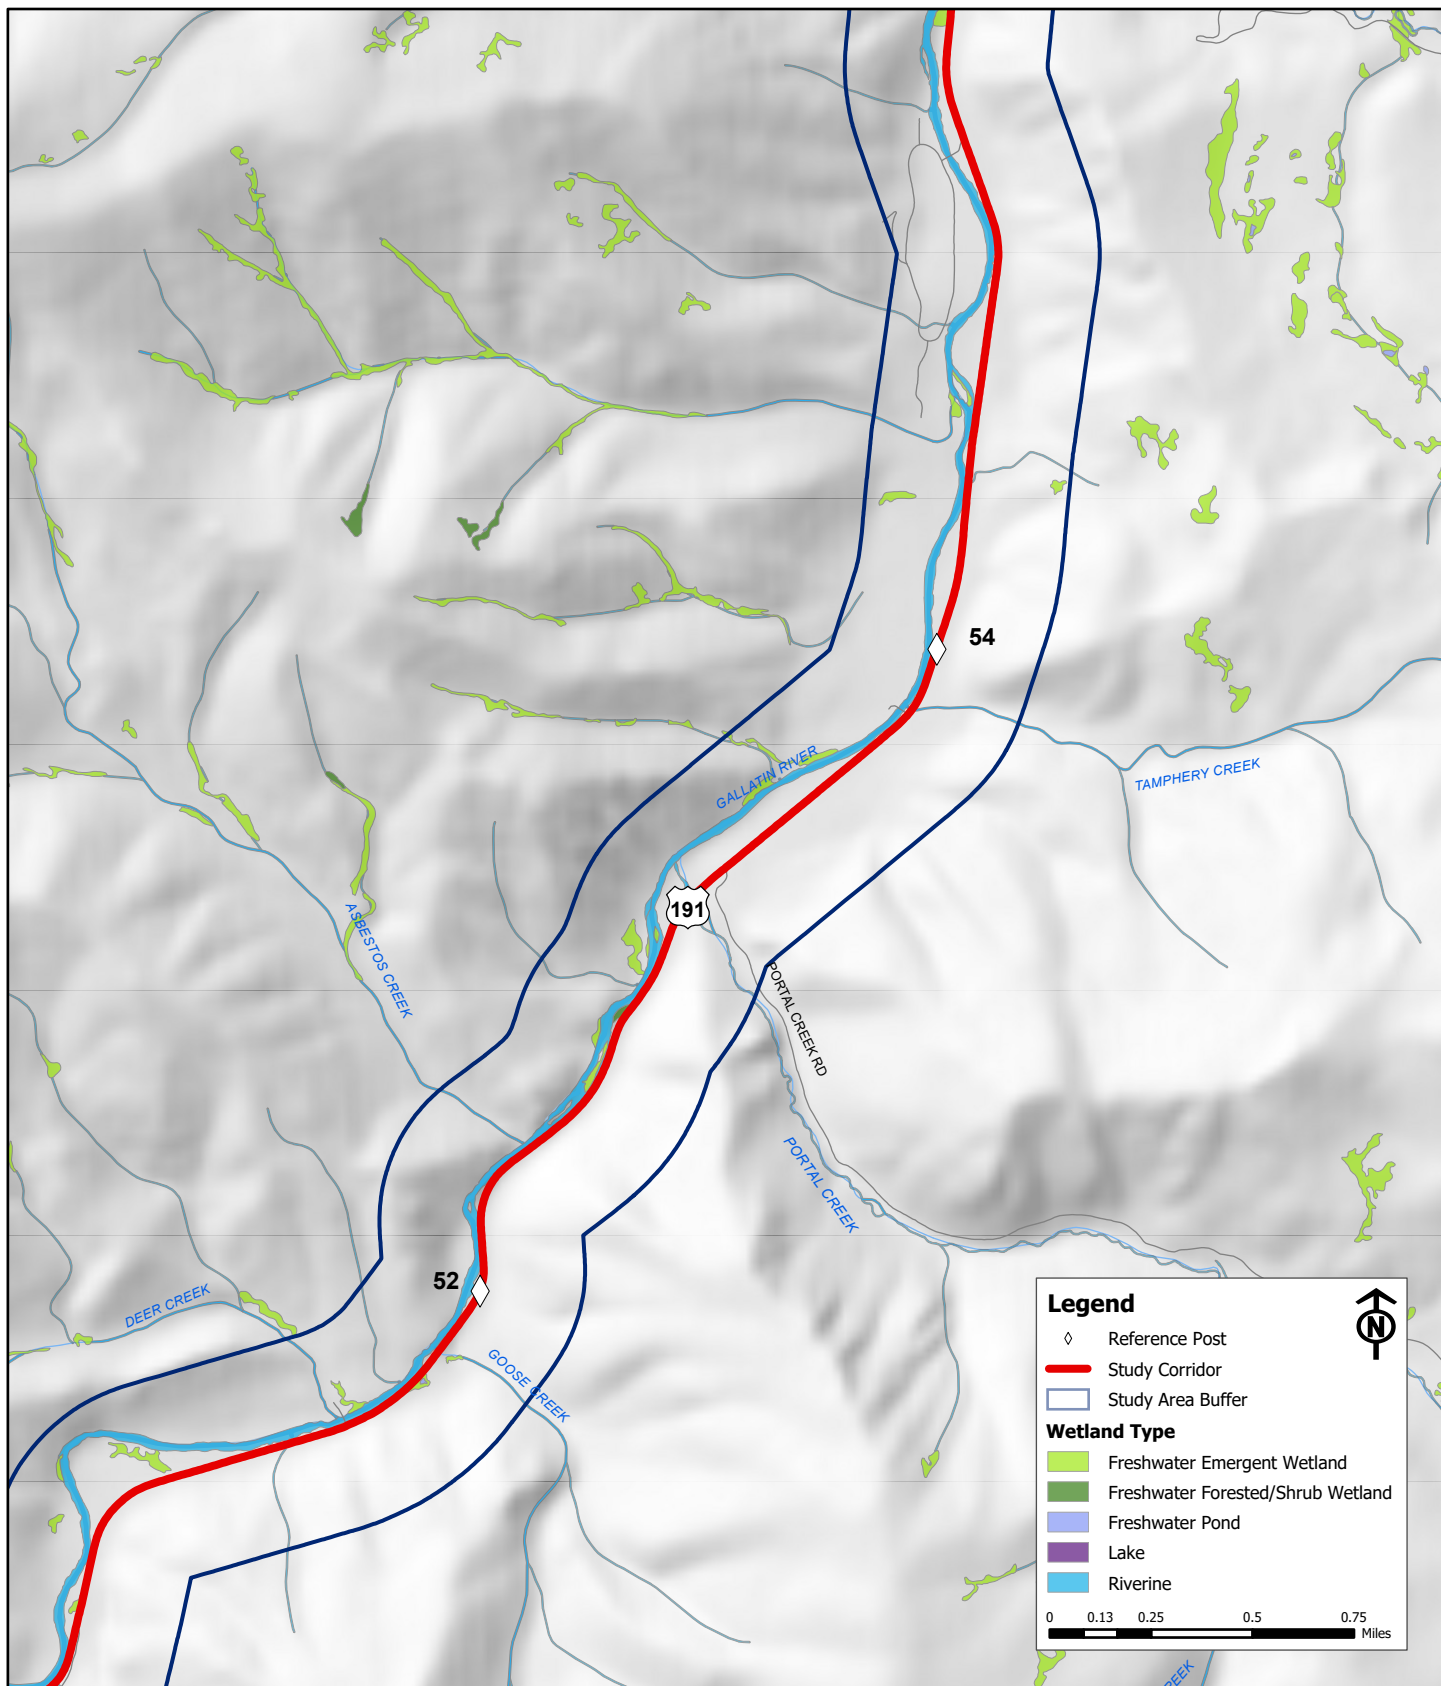 54
GALLATIN RIVER
TAMPHERY CREEK
191
ASBESTOS CREEK
PORTAL CREEK RD
PORTAL CREEK
52
DEER CREEK
GOOSE CREEK
Legend
N
Reference Post
Study Corridor
Study Area Buffer
Wetland Type
Freshwater Emergent Wetland
Freshwater Forested/Shrub Wetland
Freshwater Pond
Lake
Riverine
0 0.13 0.25 0.5 0.75
Miles
REEK